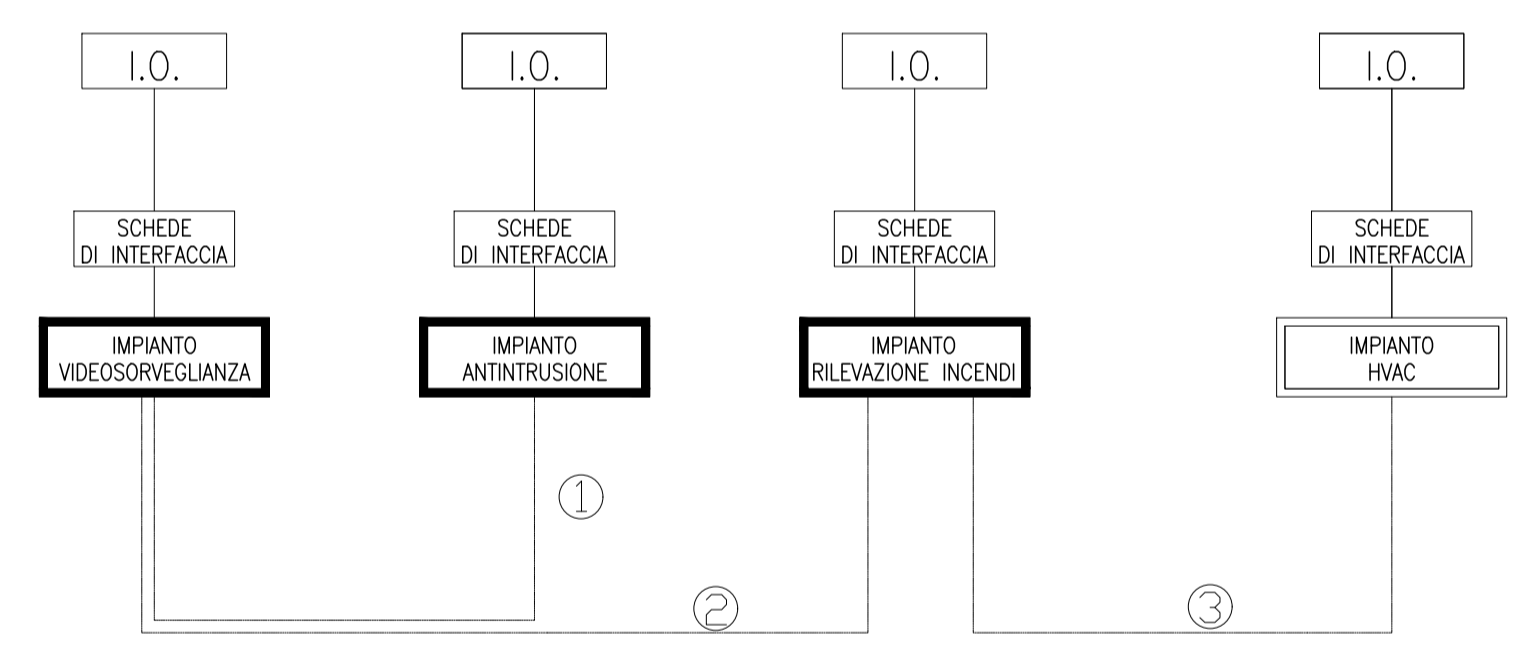 I.O.
I.O.
I.O.
I.O.
SCHEDE
DI INTERFACCIA
SCHEDE
DI INTERFACCIA
SCHEDE
DI INTERFACCIA
SCHEDE
DI INTERFACCIA
IMPIANTO
VIDEOSORVEGLIANZA
IMPIANTO
ANTINTRUSIONE
IMPIANTO
RILEVAZIONE INCENDI
IMPIANTO
HVAC
1
2
3